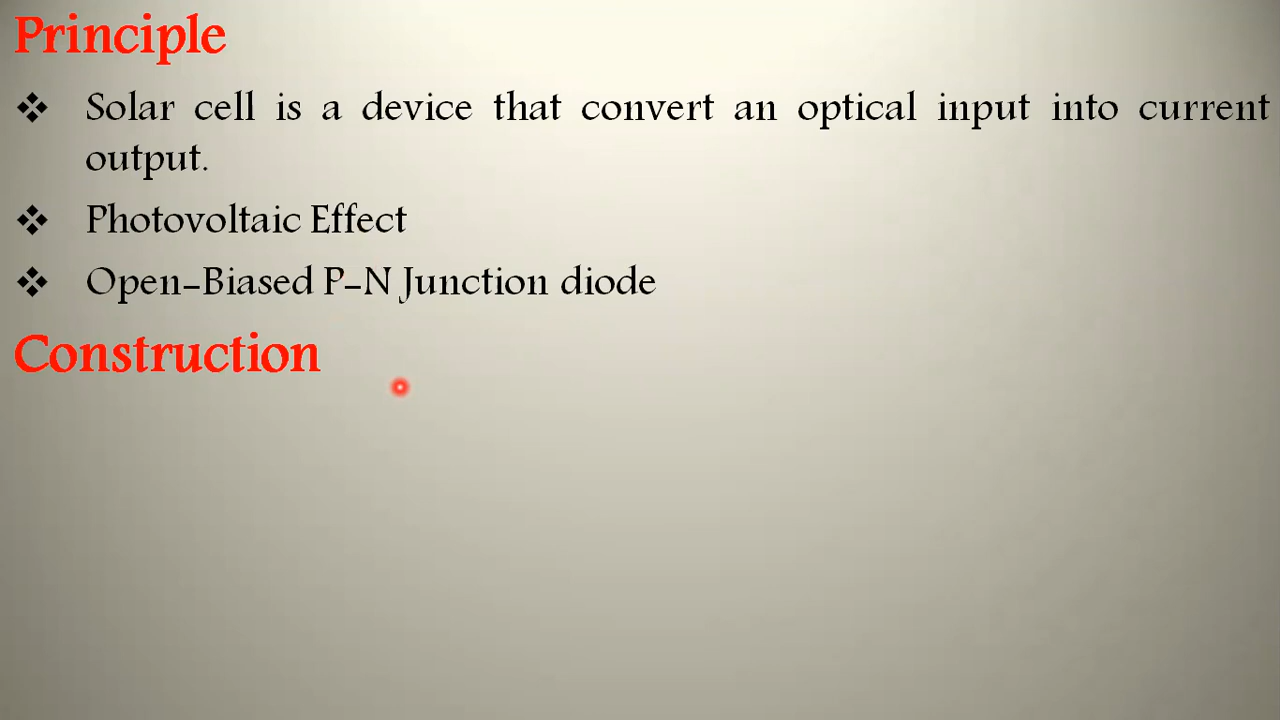 Principle
❖ Solar cell is a device that convert an optical input into current
output.
❖ Photovoltaic Effect
❖ Open-Biased P-N Junction diode
Construction